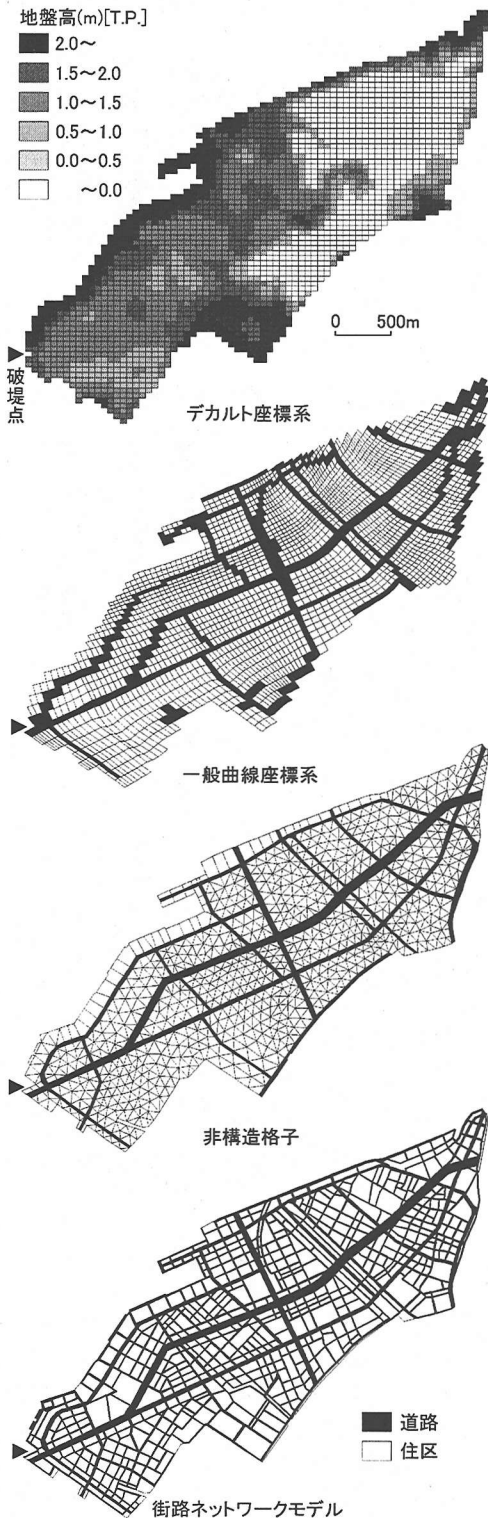 地盤高(m)[T.P.]
2.0～
1.5～2.0
1.0～1.5
0.5～1.0
0.0～0.5
～0.0
0 500m
破堤点
デカルト座標系
一般曲線座標系
非構造格子
道路
住区
街路ネットワークモデル